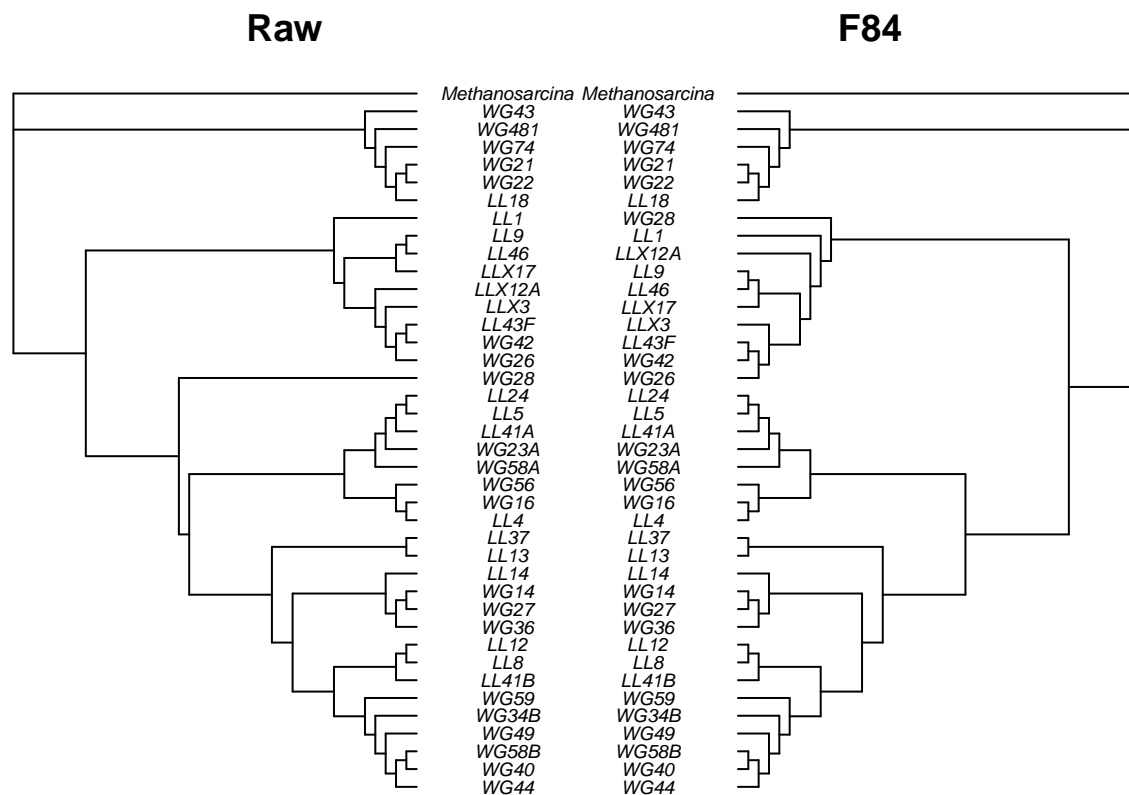 Raw F84
Methanosarcina Methanosarcina
WG43 WG43
WG481 WG481
WG74 WG74
WG21 WG21
WG22 WG22
LL18 LL18
LL1 WG28
LL9 LL1
LL46 LLX12A
LLX17 LL9
LLX12A LL46
LLX3 LLX17
LL43F LLX3
WG42 LL43F
WG26 WG42
WG28 WG26
LL24 LL24
LL5 LL5
LL41A LL41A
WG23A WG23A
WG58A WG58A
WG56 WG56
WG16 WG16
LL4 LL4
LL37 LL37
LL13 LL13
LL14 LL14
WG14 WG14
WG27 WG27
WG36 WG36
LL12 LL12
LL8 LL8
LL41B LL41B
WG59 WG59
WG34B WG34B
WG49 WG49
WG58B WG58B
WG40 WG40
WG44 WG44